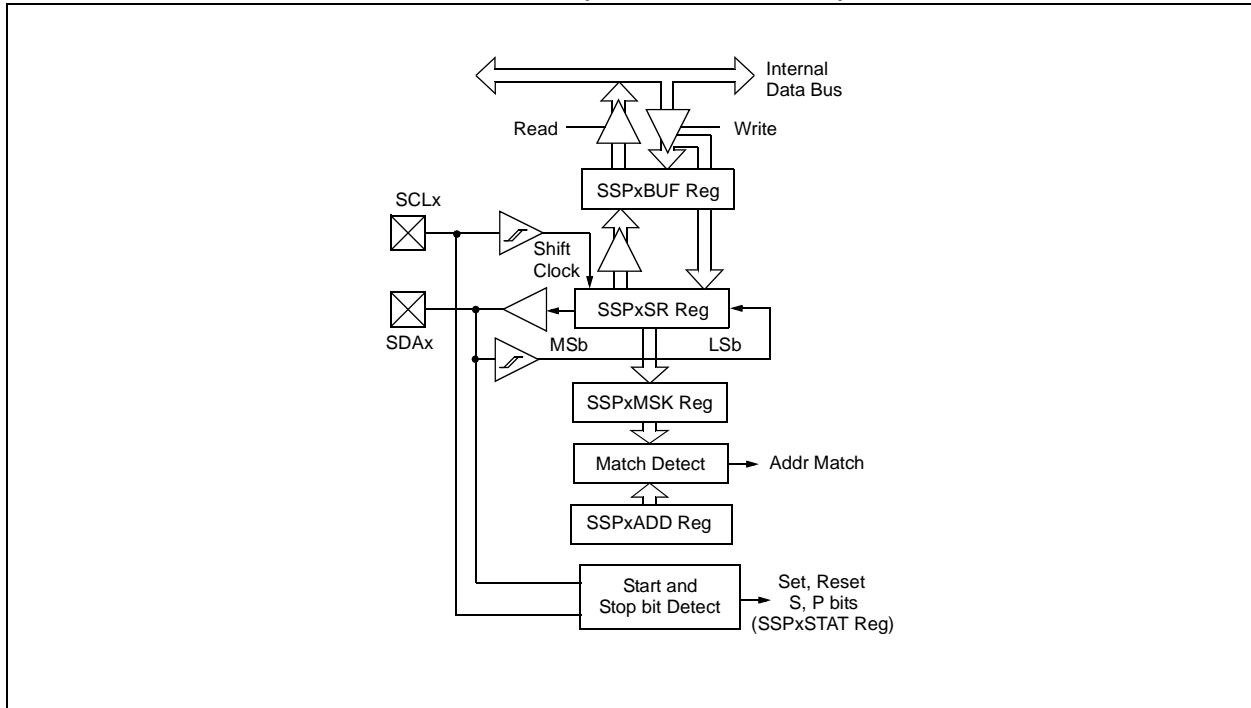 Internal
Data Bus
Read
Write
SSPxBUF Reg
SCLx
Shift
Clock
SSPxSR Reg
SDAx
MSb
LSb
SSPxMSK Reg
Match Detect
Addr Match
SSPxADD Reg
Start and
Stop bit Detect
Set, Reset
S, P bits
(SSPxSTAT Reg)